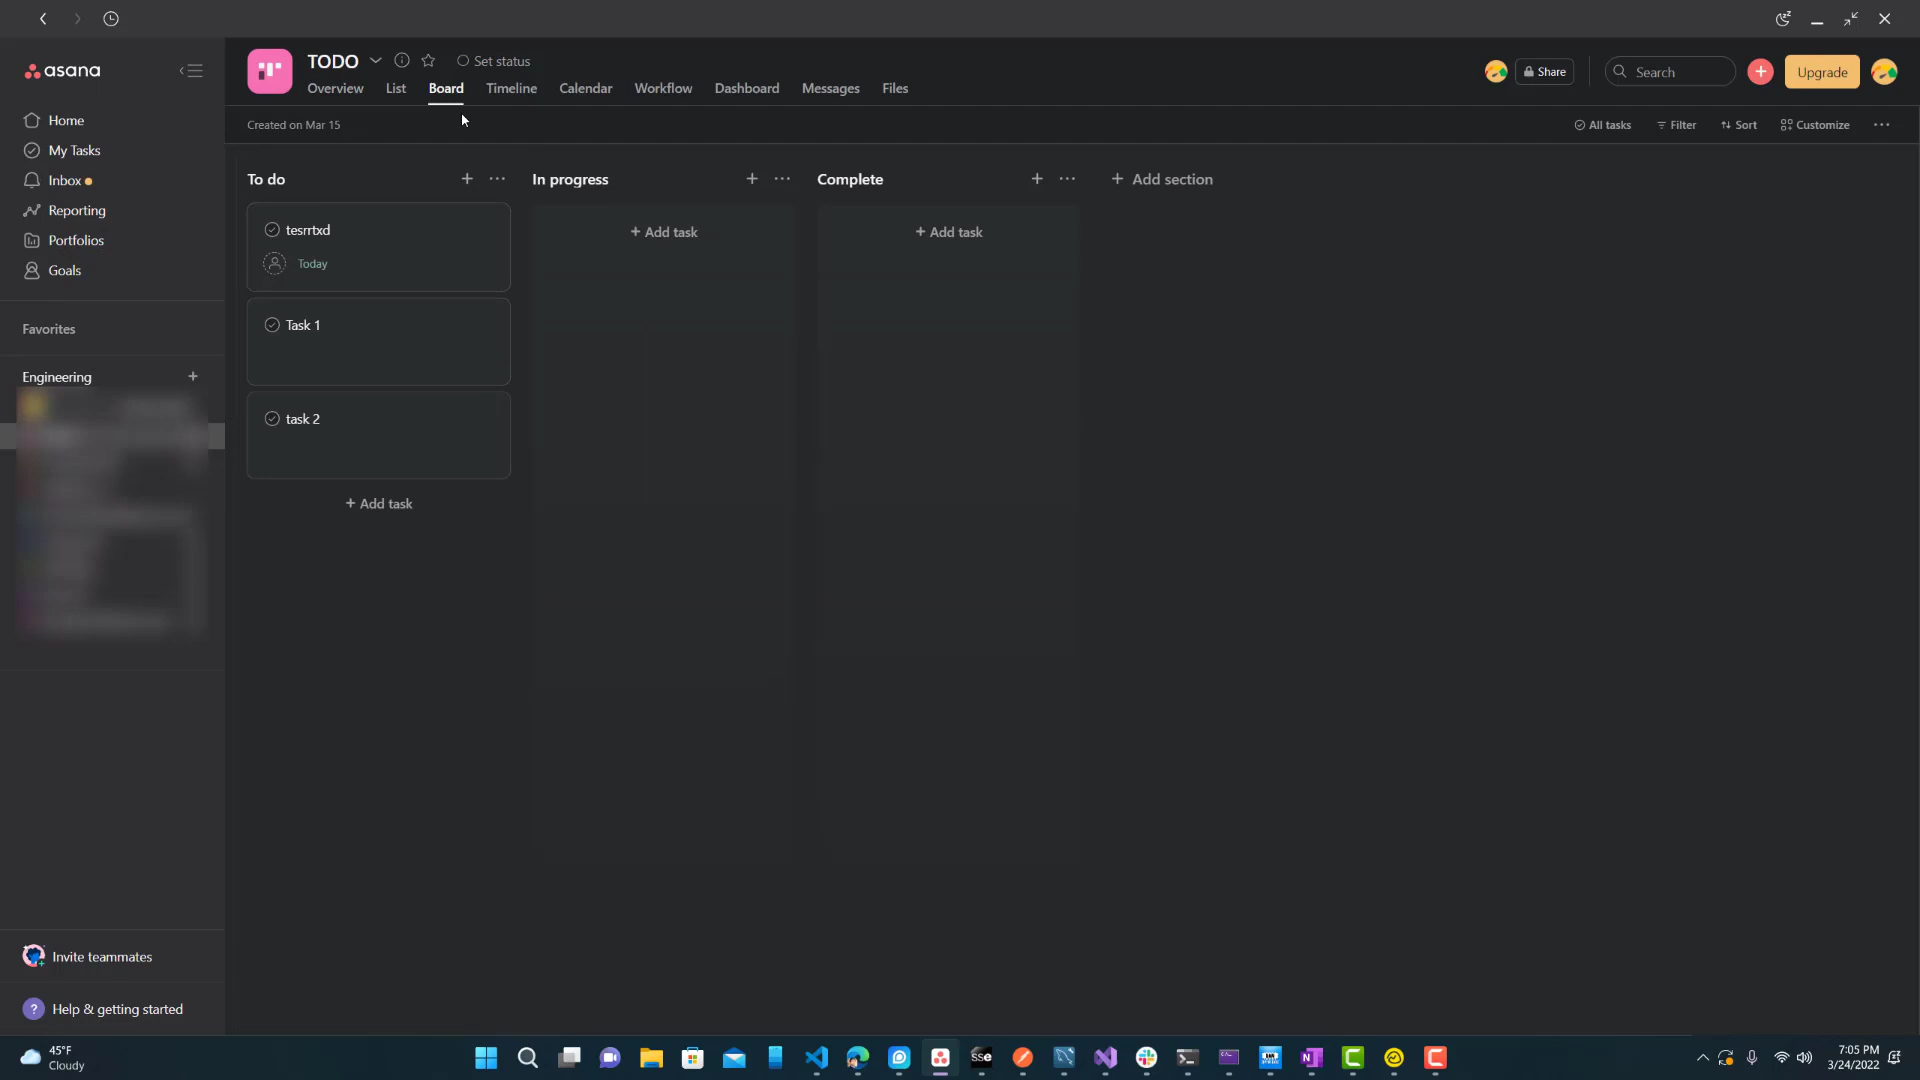 asana
Home
My Tasks
Inbox
Reporting
Portfolios
Goals
Favorites
Engineering
Invite teammates
? Help & getting started
TODO
Set status
Overview List Board Timeline Calendar Workflow Dashboard Messages Files
Share
Search
Upgrade
Created on Mar 15
All tasks Filter Sort Customize
To do
tesrrtxd
Today
Task 1
task 2
+ Add task
In progress
+ Add task
Complete
+ Add task
+ Add section
45°F
Cloudy
SSe
7:05 PM
3/24/2022